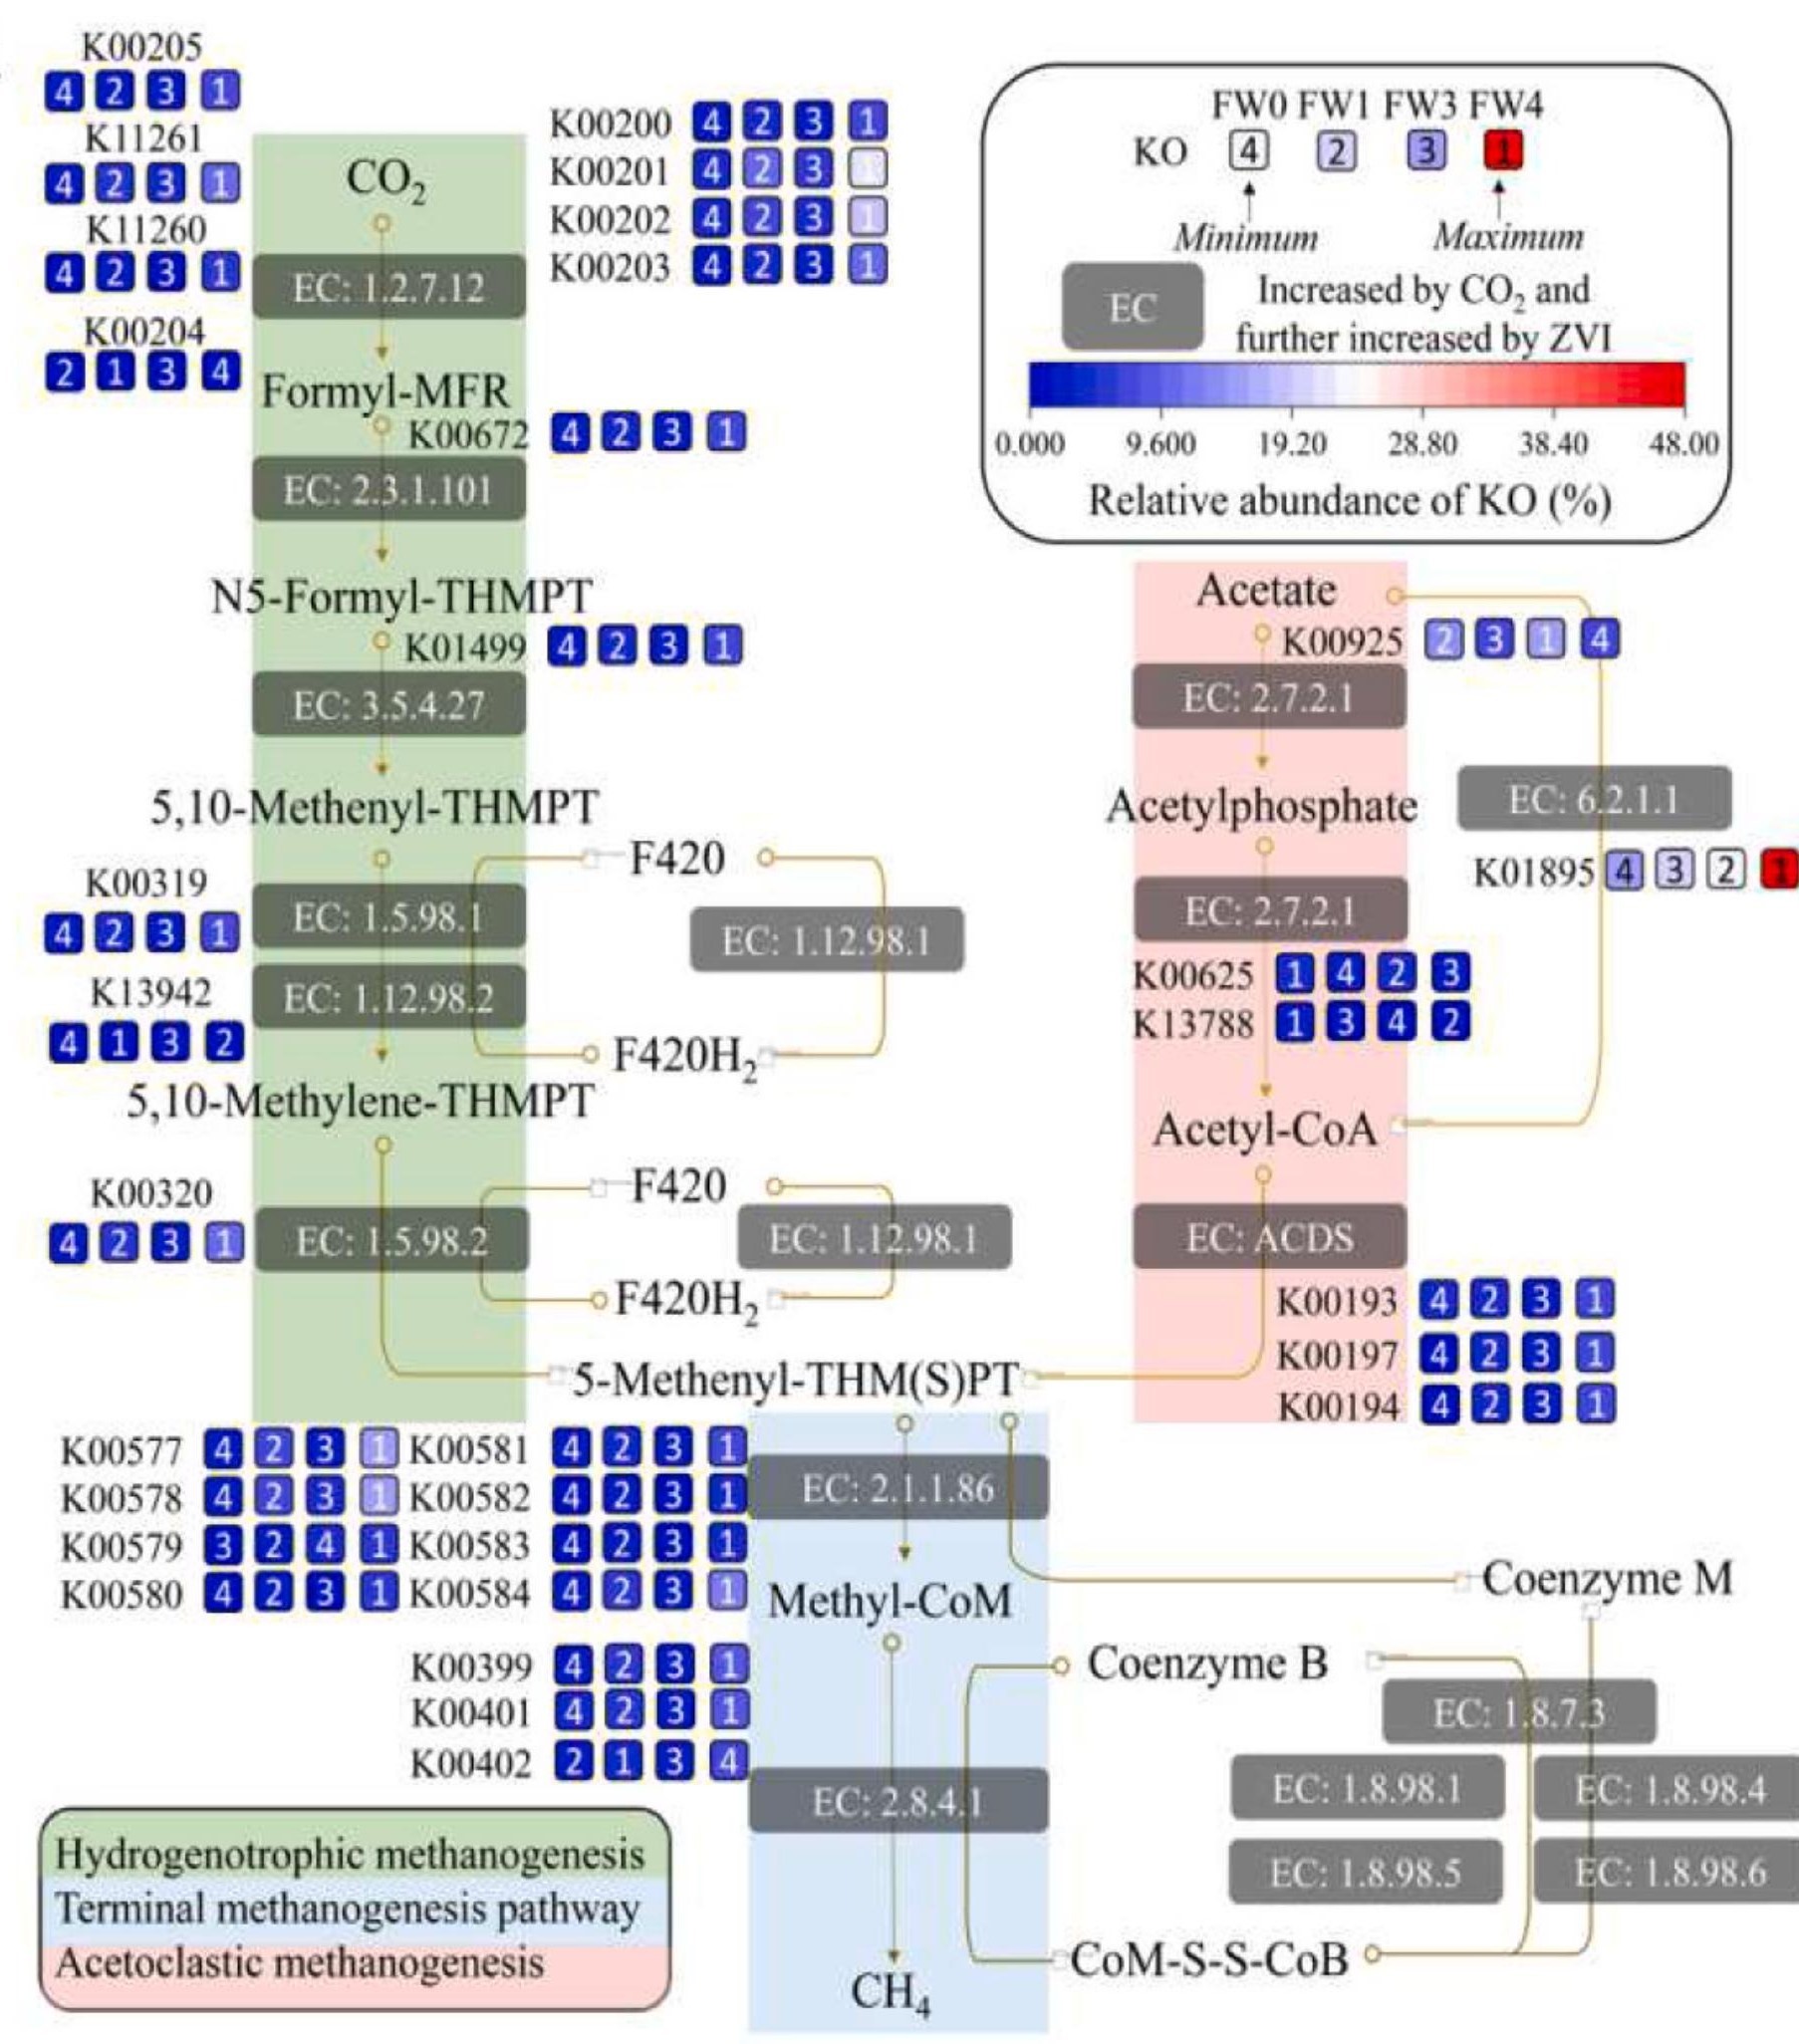 K00205
4 2 3 1
K11261
4 2 3 1
K11260
4 2 3 1
K00204
2 1 3 4
CO2
EC: 1.2.7.12
K00200 4 2 3 1
K00201 4 2 3 1
K00202 4 2 3 1
K00203 4 2 3 1
FW0 FW1 FW3 FW4
KO 4 2 3 1
Minimum Maximum
EC
Increased by CO2 and
further increased by ZVI
0.000 9.600 19.20 28.80 38.40 48.00
Relative abundance of KO (%)
Formyl-MFR
K00672 4 2 3 1
EC: 2.3.1.101
N5-Formyl-THMPT
K01499 4 2 3 1
EC: 3.5.4.27
5,10-Methenyl-THMPT
K00319
4 2 3 1
EC: 1.5.98.1
K13942
4 1 3 2
EC: 1.12.98.2
F420
EC: 1.12.98.1
F420H2
5,10-Methylene-THMPT
K00320
4 2 3 1
EC: 1.5.98.2
F420
EC: 1.12.98.1
F420H2
Acetate
K00925 2 3 1 4
EC: 2.7.2.1
Acetylphosphate
EC: 6.2.1.1
K01895 4 3 2 1
EC: 2.7.2.1
K00625 1 4 2 3
K13788 1 3 4 2
Acetyl-CoA
EC: ACDS
K00193 4 2 3 1
K00197 4 2 3 1
K00194 4 2 3 1
5-Methenyl-THM(S)PT
K00577 4 2 3 1 K00581 4 2 3 1
K00578 4 2 3 1 K00582 4 2 3 1
K00579 3 2 4 1 K00583 4 2 3 1
K00580 4 2 3 1 K00584 4 2 3 1
EC: 2.1.1.86
Methyl-CoM
Coenzyme M
K00399 4 2 3 1
K00401 4 2 3 1
K00402 2 1 3 4
Coenzyme B
EC: 1.8.7.3
EC: 2.8.4.1
EC: 1.8.98.1 EC: 1.8.98.4
EC: 1.8.98.5 EC: 1.8.98.6
CoM-S-S-CoB
CH4
Hydrogenotrophic methanogenesis
Terminal methanogenesis pathway
Acetoclastic methanogenesis